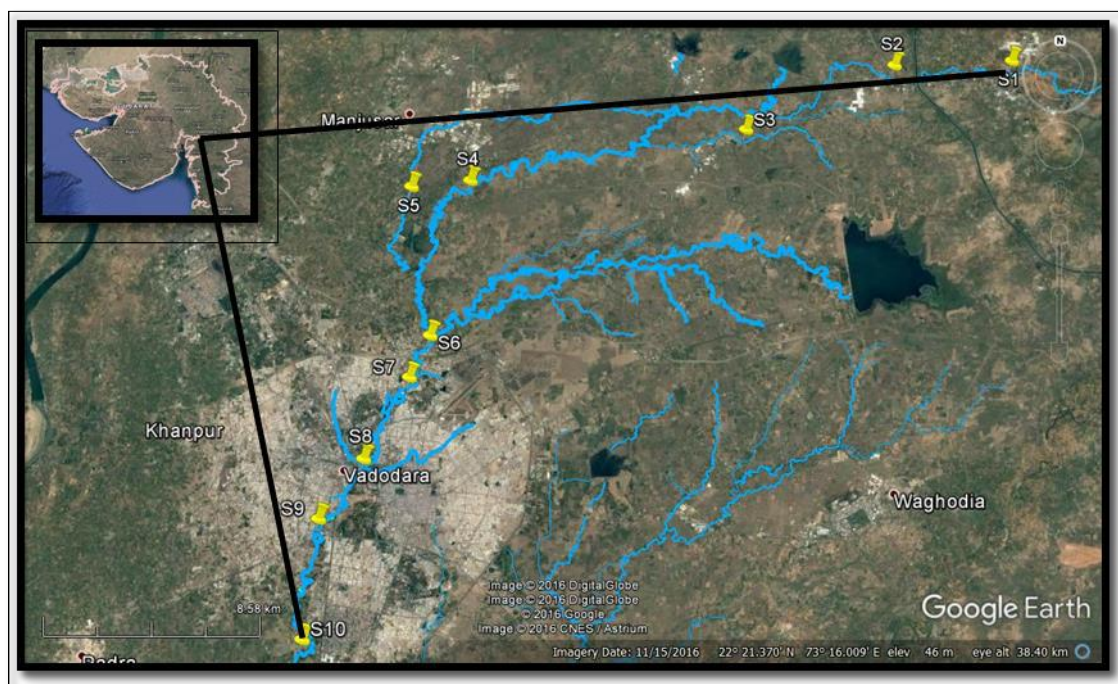 GUJARAT
N
S2
S1
Manjusar
S3
S4
S5
S6
S7
Khanpur
S8
Vadodara
Waghodia
S9
Image © 2016 DigitalGlobe
Image © 2016 DigitalGlobe
© 2016 Google
Image © 2016 CNES / Astrium
8.58 km
Google Earth
S10
Padra
Imagery Date: 11/15/2016 22° 21.370' N 73° 16.009' E elev 46 m eye alt 38.40 km